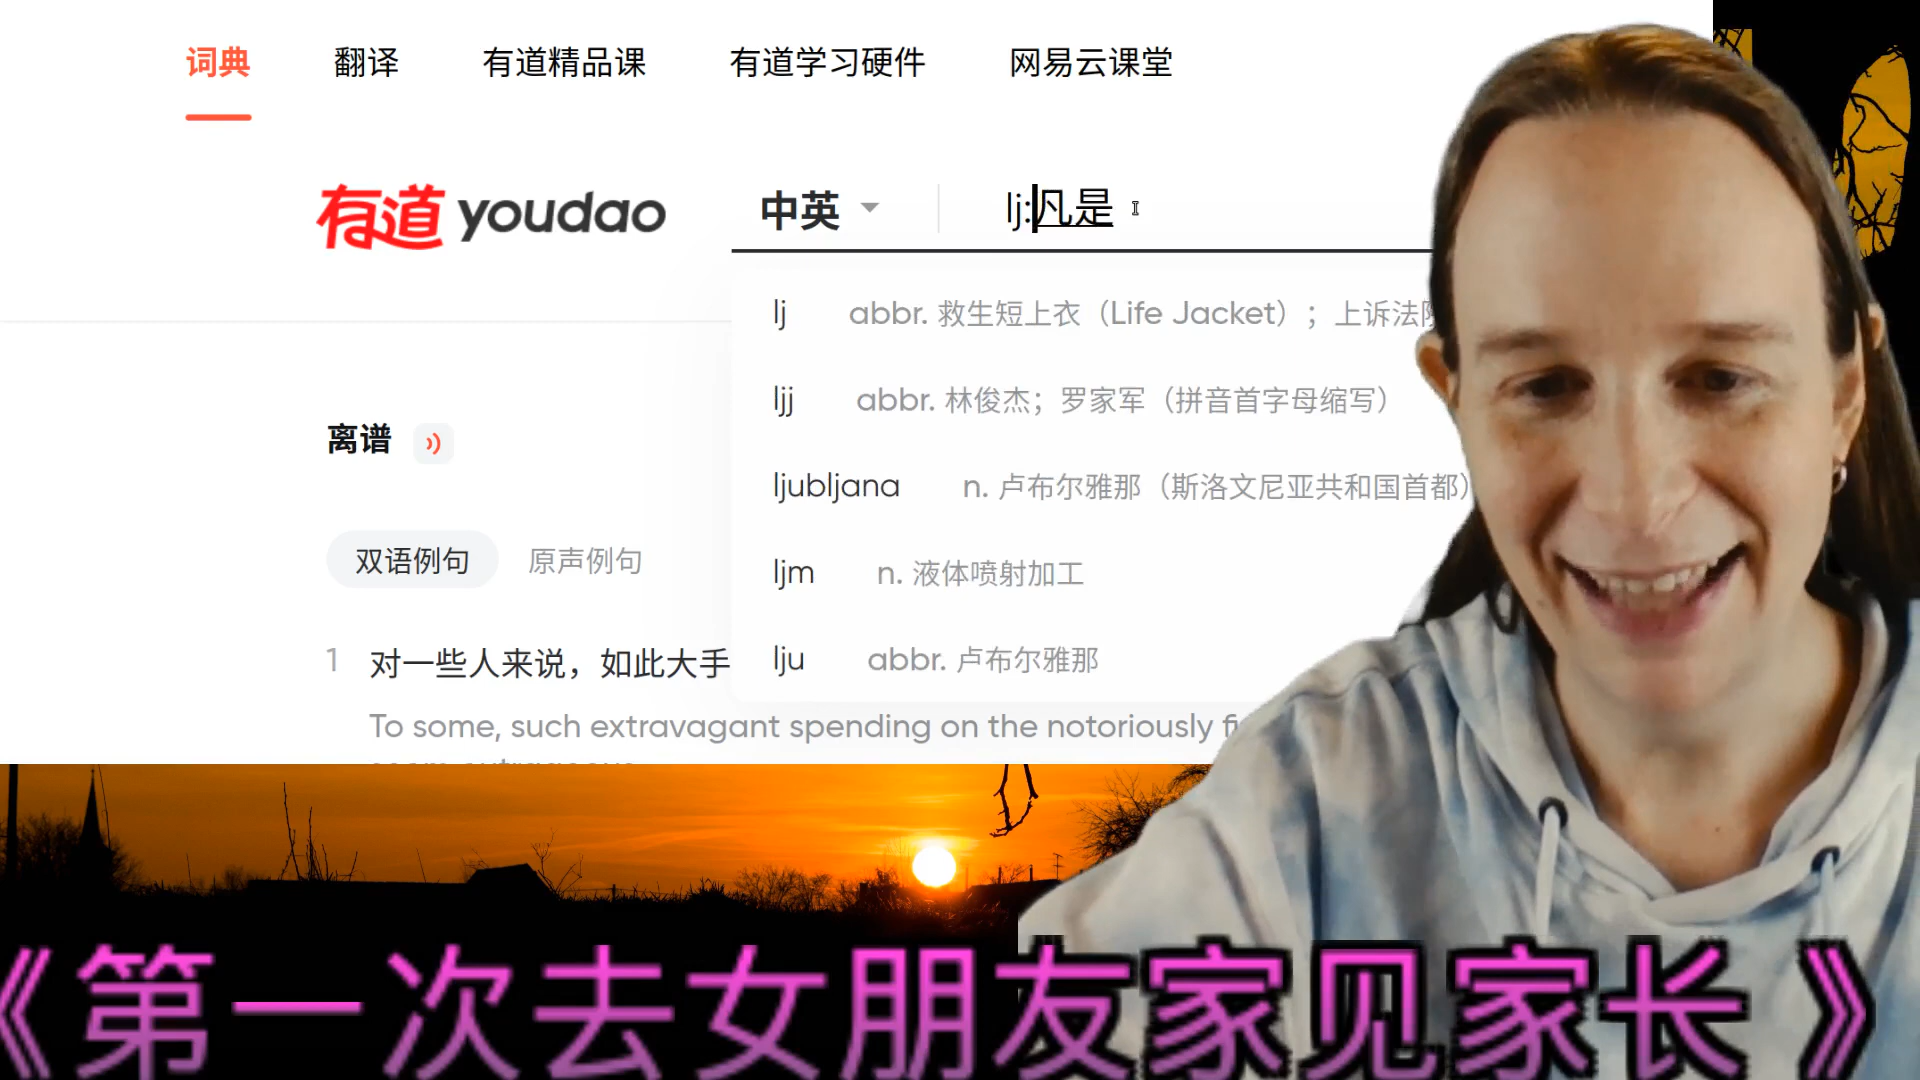 词典 翻译 有道精品课 有道学习硬件 网易云课堂
有道 youdao 中英 lj:凡是
lj abbr. 救生短上衣（Life Jacket）；上诉法
ljj abbr. 林俊杰；罗家军（拼音首字母缩写）
离谱
ljubljana n. 卢布尔雅那（斯洛文尼亚共和国首都）
双语例句 原声例句
ljm n. 液体喷射加工
1 对一些人来说，如此大手
lju abbr. 卢布尔雅那
To some, such extravagant spending on the notoriously
《第一次去女朋友家见家长》